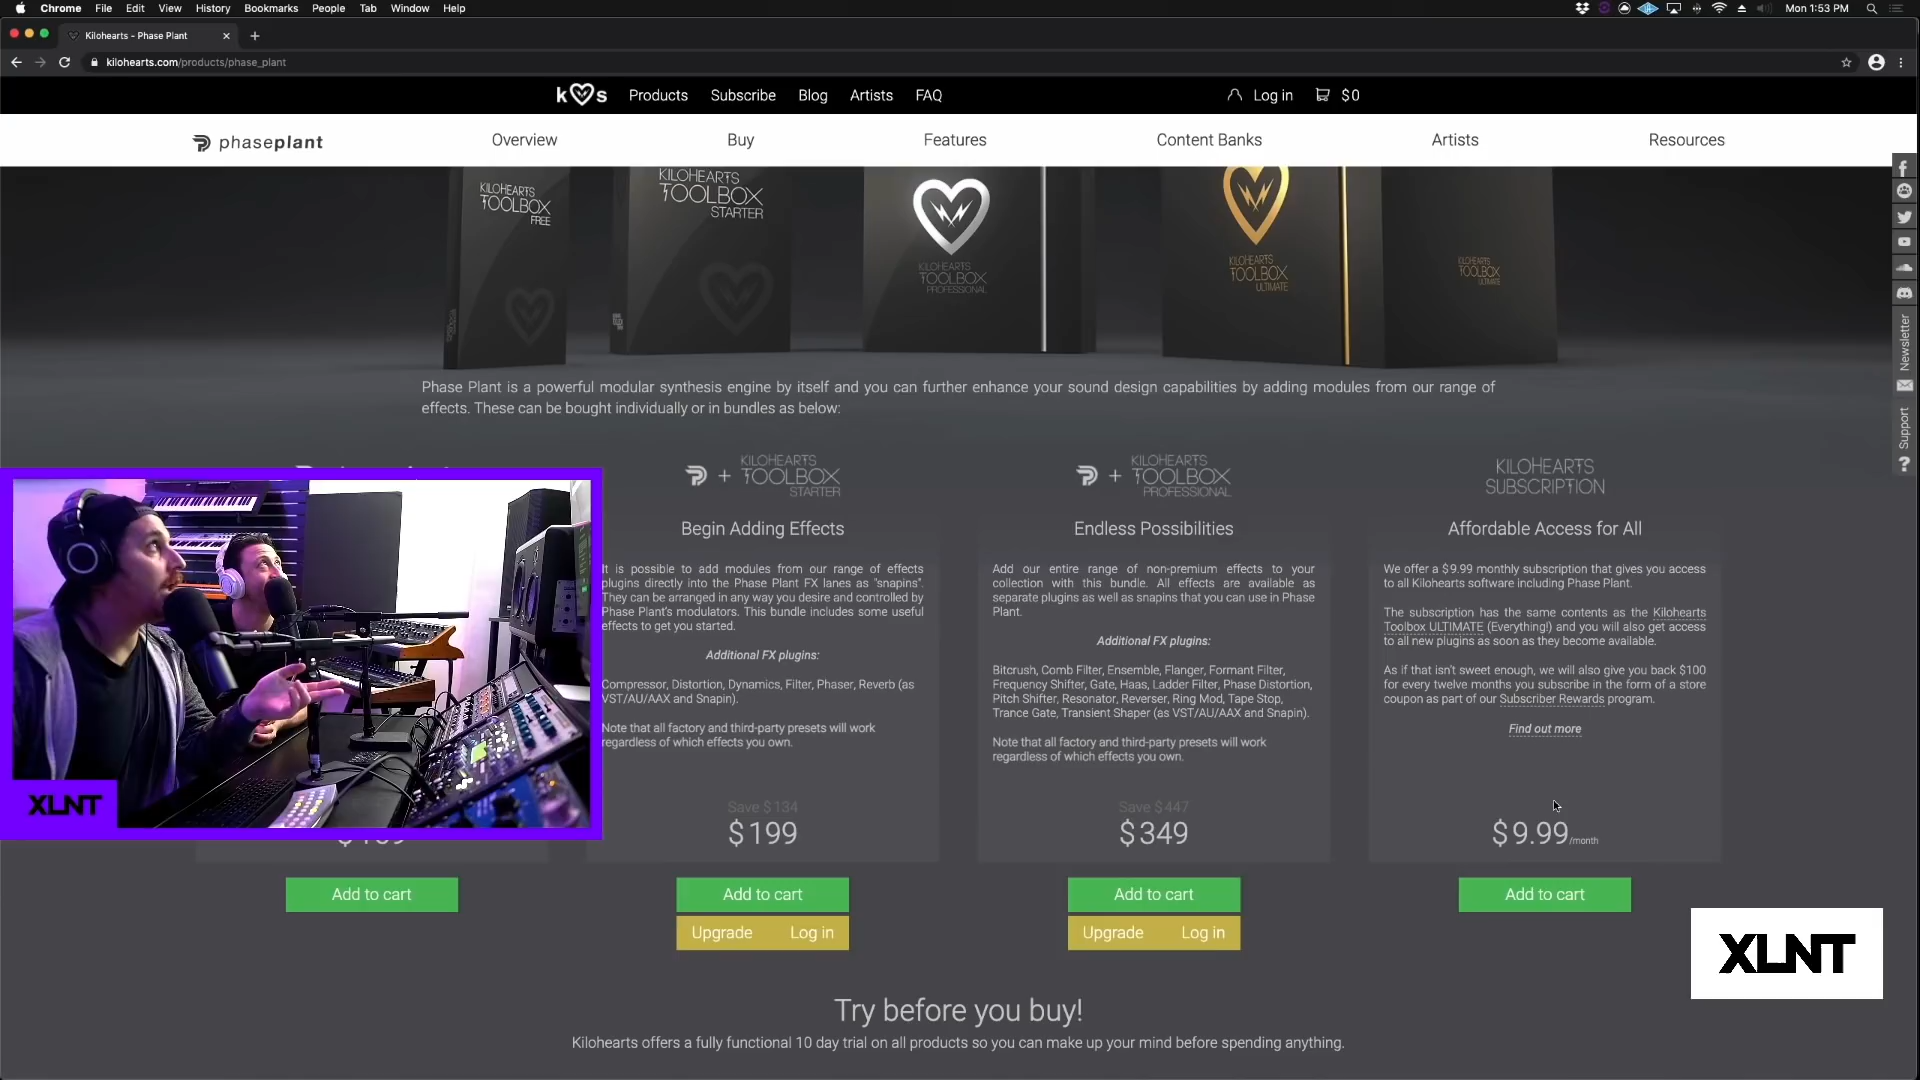 Chrome File Edit View History Bookmarks People Tab Window Help Mon 1:53 PM
Kilohearts - Phase Plant
kilohearts.com/products/phase_plant
k s Products Subscribe Blog Artists FAQ Log in $0
phaseplant Overview Buy Features Content Banks Artists Resources
KILOHEARTS
TOOLBOX
FREE
KILOHEARTS
TOOLBOX
STARTER
KILOHEARTS
TOOLBOX
PROFESSIONAL
KILOHEARTS
TOOLBOX
ULTIMATE
KILOHEARTS
TOOLBOX
ULTIMATE
Newsletter
Support
Phase Plant is a powerful modular synthesis engine by itself and you can further enhance your sound design capabilities by adding modules from our range of
effects. These can be bought individually or in bundles as below:
+ KILOHEARTS
TOOLBOX
STARTER
Begin Adding Effects
It is possible to add modules from our range of effects
plugins directly into the Phase Plant FX lanes as "snapins".
They can be arranged in any way you desire and controlled by
Phase Plant's modulators. This bundle includes some useful
effects to get you started.
Additional FX plugins:
Compressor, Distortion, Dynamics, Filter, Phaser, Reverb (as
VST/AU/AAX and Snapin).
Note that all factory and third-party presets will work
regardless of which effects you own.
Save $134
$199
Add to cart
Upgrade Log in
+ KILOHEARTS
TOOLBOX
PROFESSIONAL
Endless Possibilities
Add our entire range of non-premium effects to your
collection with this bundle. All effects are available as
separate plugins as well as snapins that you can use in Phase
Plant.
Additional FX plugins:
Bitcrush, Comb Filter, Ensemble, Flanger, Formant Filter,
Frequency Shifter, Gate, Haas, Ladder Filter, Phase Distortion,
Pitch Shifter, Resonator, Reverser, Ring Mod, Tape Stop,
Trance Gate, Transient Shaper (as VST/AU/AAX and Snapin).
Note that all factory and third-party presets will work
regardless of which effects you own.
Save $447
$349
Add to cart
Upgrade Log in
KILOHEARTS
SUBSCRIPTION
Affordable Access for All
We offer a $9.99 monthly subscription that gives you access
to all Kilohearts software including Phase Plant.
The subscription has the same contents as the Kilohearts
Toolbox ULTIMATE (Everything!) and you will also get access
to all new plugins as soon as they become available.
As if that isn't sweet enough, we will also give you back $100
for every twelve months you subscribe in the form of a store
coupon as part of our Subscriber Rewards program.
Find out more
$9.99/month
Add to cart
XLNT
Add to cart
XLNT
Try before you buy!
Kilohearts offers a fully functional 10 day trial on all products so you can make up your mind before spending anything.